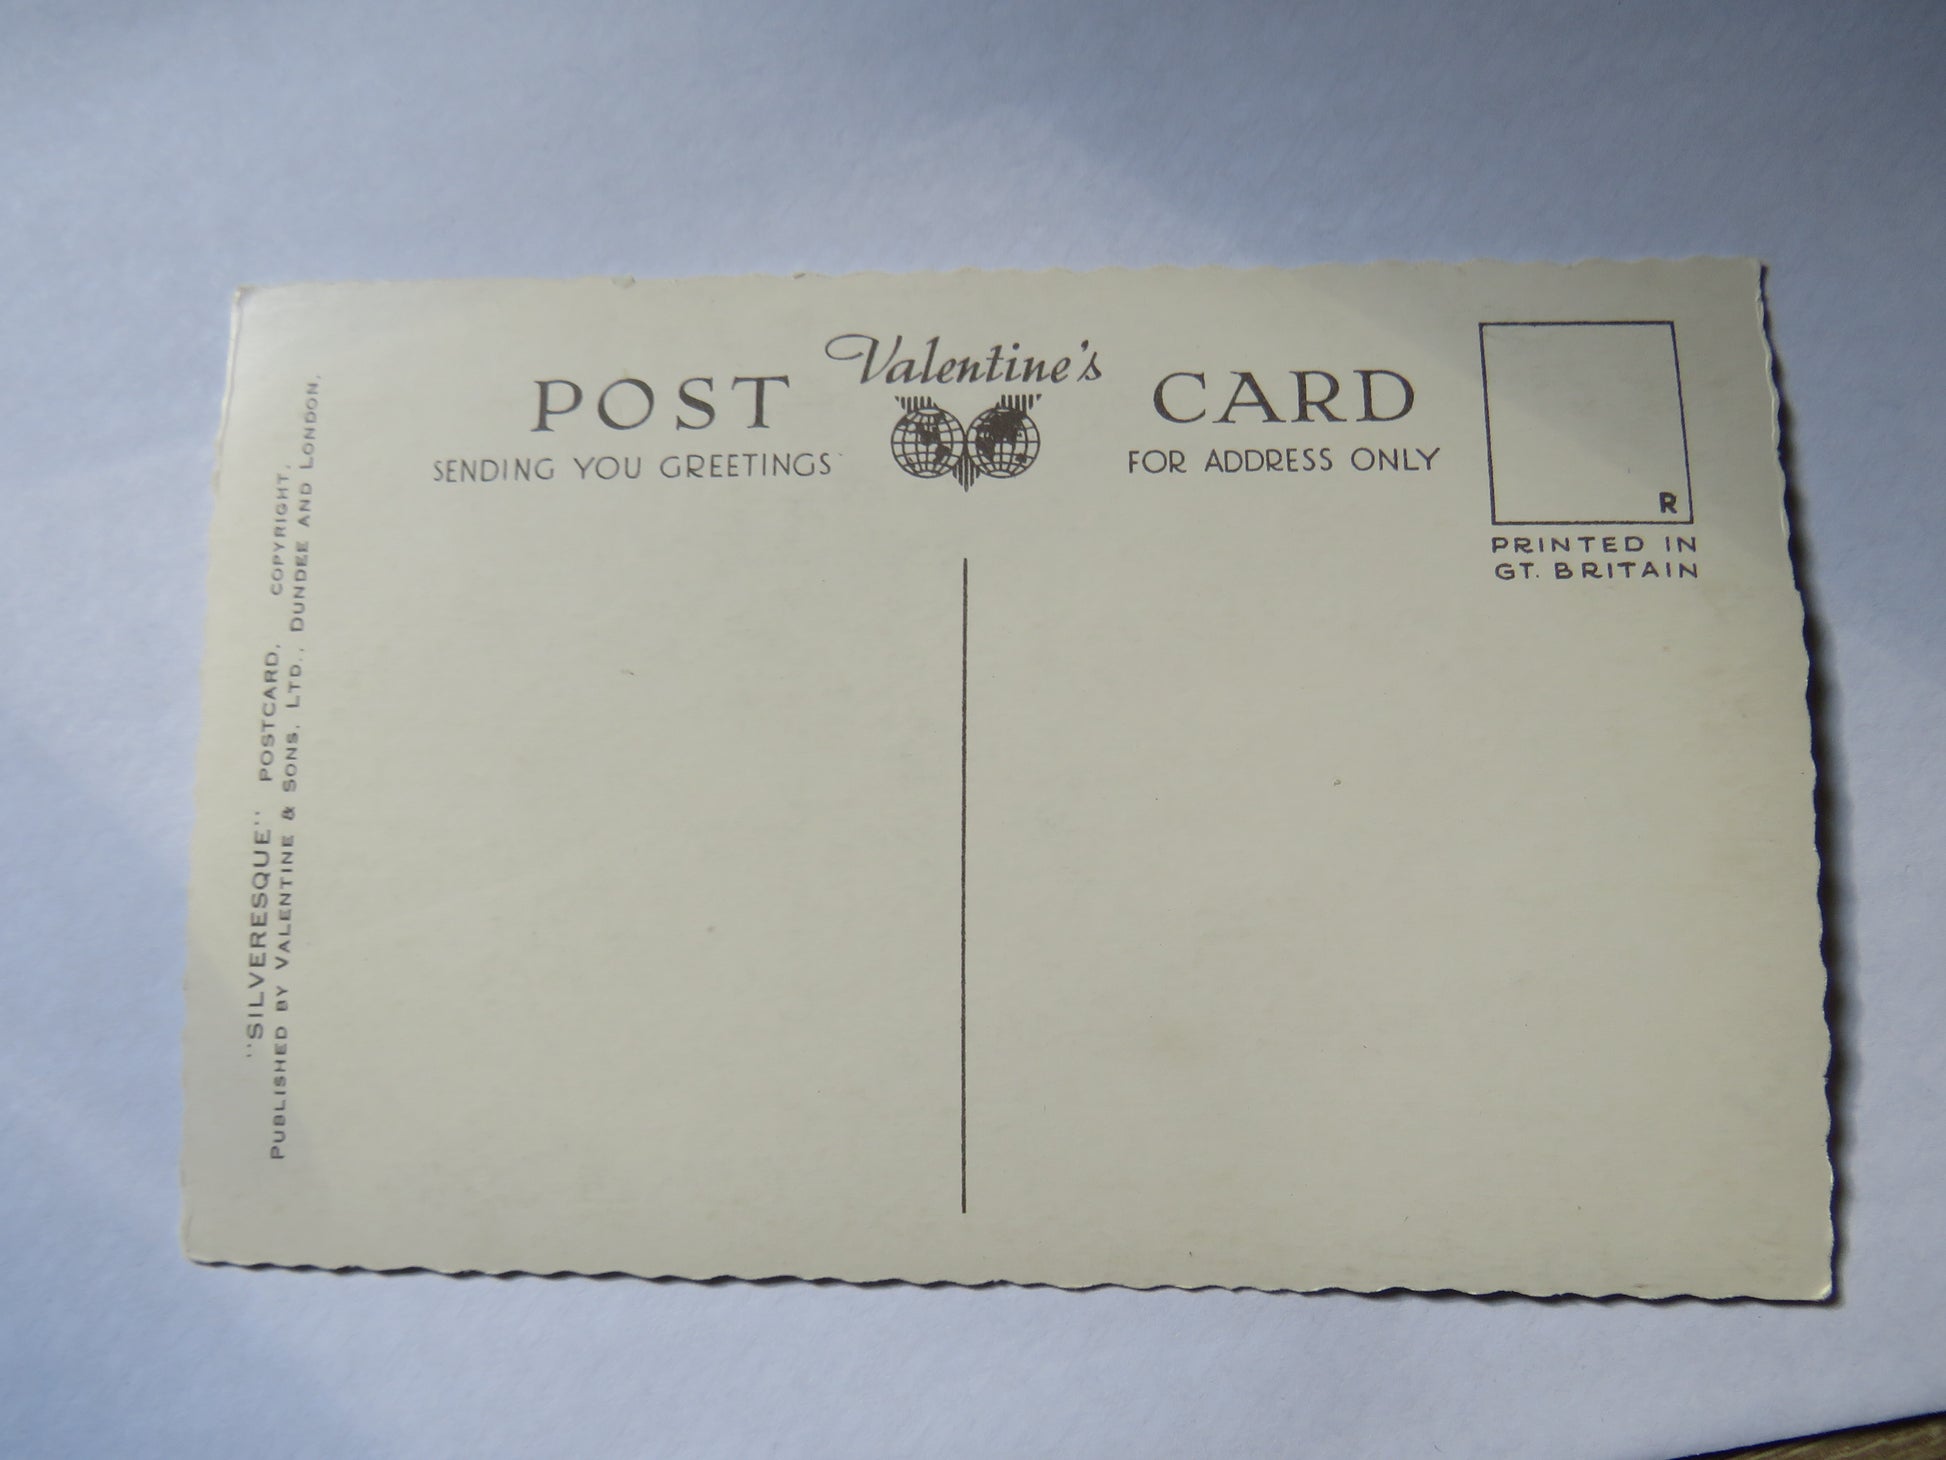 Valentine's
POST CARD
SENDING YOU GREETINGS
FOR ADDRESS ONLY
R
PRINTED IN
GT. BRITAIN
"SILVERESQUE" POSTCARD. COPYRIGHT.
PUBLISHED BY VALENTINE & SONS. LTD., DUNDEE AND LONDON.